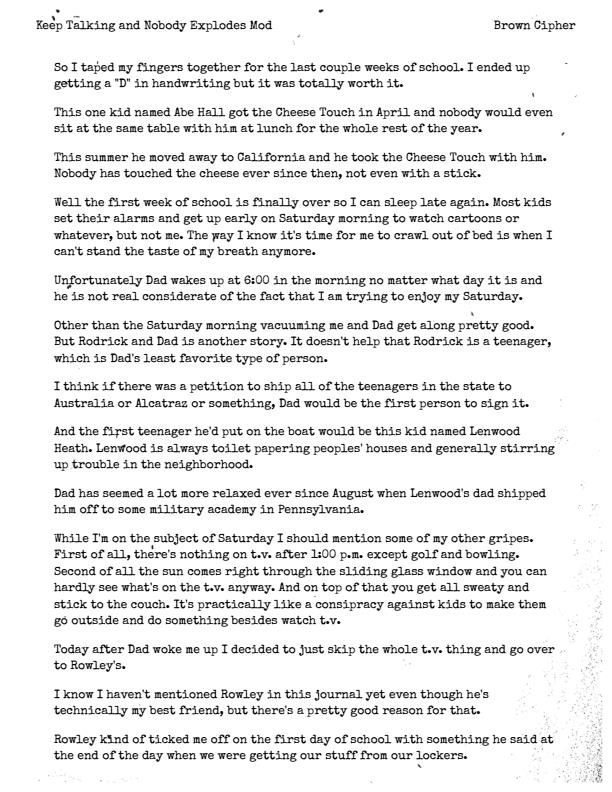 Keep Talking and Nobody Explodes Mod Brown Cipher
So I taped my fingers together for the last couple weeks of school. I ended up
getting a "D" in handwriting but it was totally worth it.
This one kid named Abe Hall got the Cheese Touch in April and nobody would even
sit at the same table with him at lunch for the whole rest of the year.
This summer he moved away to California and he took the Cheese Touch with him.
Nobody has touched the cheese ever since then, not even with a stick.
Well the first week of school is finally over so I can sleep late again. Most kids
set their alarms and get up early on Saturday morning to watch cartoons or
whatever, but not me. The way I know it's time for me to crawl out of bed is when I
can't stand the taste of my breath anymore.
Unfortunately Dad wakes up at 6:00 in the morning no matter what day it is and
he is not real considerate of the fact that I am trying to enjoy my Saturday.
Other than the Saturday morning vacuuming me and Dad get along pretty good.
But Rodrick and Dad is another story. It doesn't help that Rodrick is a teenager,
which is Dad's least favorite type of person.
I think if there was a petition to ship all of the teenagers in the state to
Australia or Alcatraz or something, Dad would be the first person to sign it.
And the first teenager he'd put on the boat would be this kid named Lenwood
Heath. Lenwood is always toilet papering peoples' houses and generally stirring
up trouble in the neighborhood.
Dad has seemed a lot more relaxed ever since August when Lenwood's dad shipped
him off to some military academy in Pennsylvania.
While I'm on the subject of Saturday I should mention some of my other gripes.
First of all, there's nothing on t.v. after 1:00 p.m. except golf and bowling.
Second of all the sun comes right through the sliding glass window and you can
hardly see what's on the t.v. anyway. And on top of that you get all sweaty and
stick to the couch. It's practically like a consipracy against kids to make them
go outside and do something besides watch t.v.
Today after Dad woke me up I decided to just skip the whole t.v. thing and go over
to Rowley's.
I know I haven't mentioned Rowley in this journal yet even though he's
technically my best friend, but there's a pretty good reason for that.
Rowley kind of ticked me off on the first day of school with something he said at
the end of the day when we were getting our stuff from our lockers.